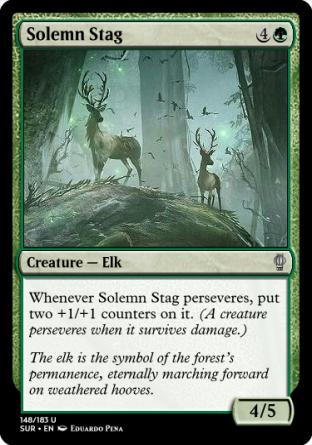 Solemn Stag 4
Creature — Elk
Whenever Solemn Stag perseveres, put
two +1/+1 counters on it. (A creature
perseveres when it survives damage.)
The elk is the symbol of the forest's
permanence, eternally marching forward
on weathered hooves.
4/5
148/183 U
SUR • EN Eduardo Pena